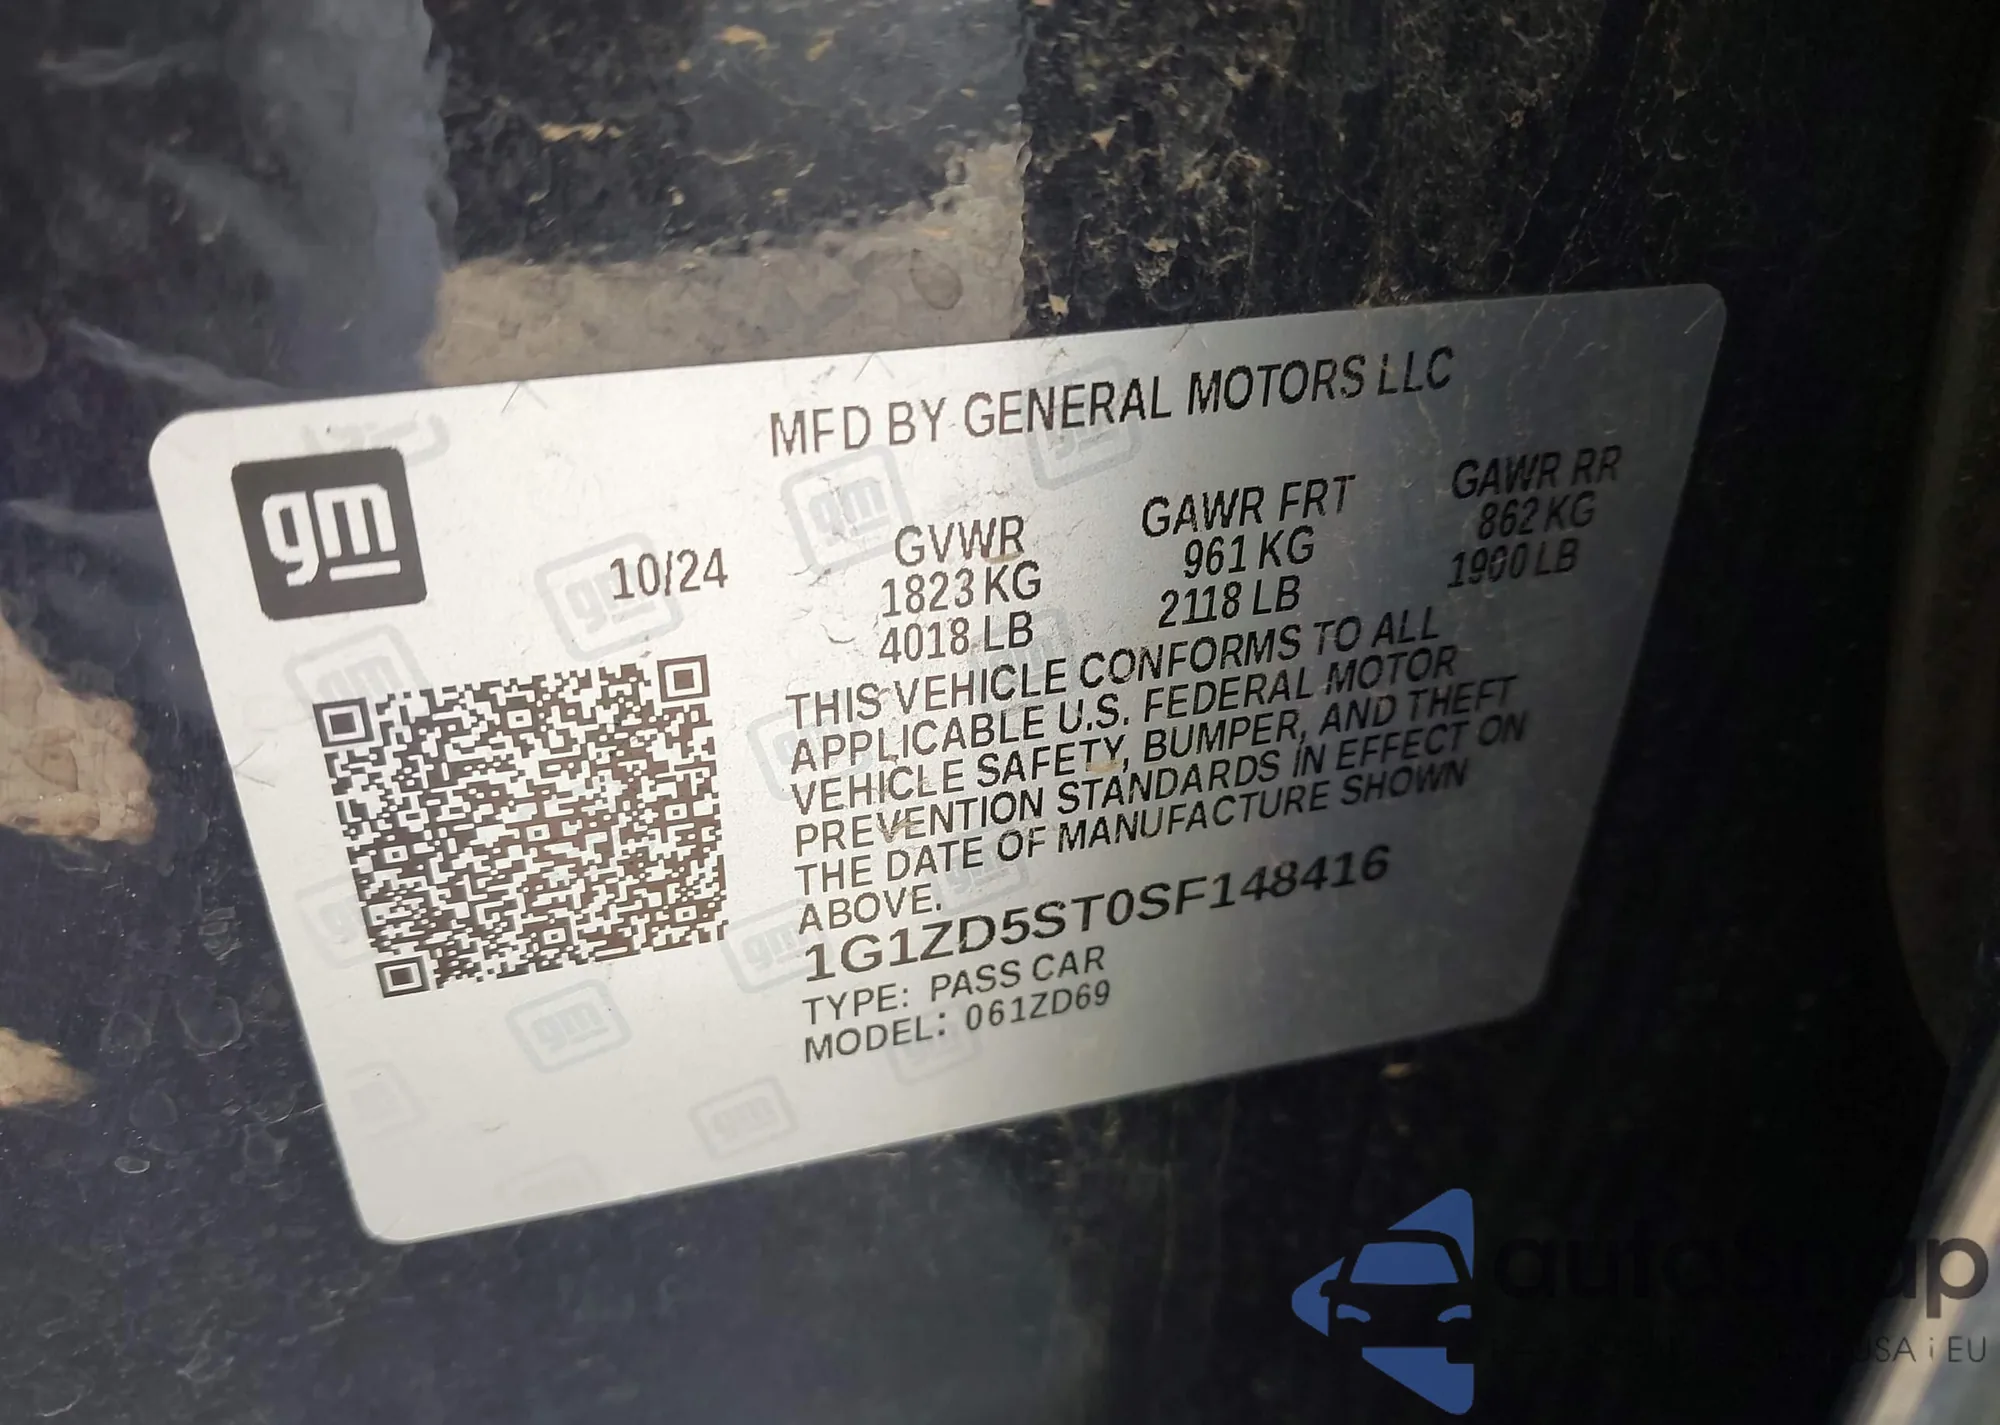 MFD BY GENERAL MOTORS LLC
gm
10/24
GVWR
1823 KG
4018 LB
GAWR FRT
961 KG
2118 LB
GAWR RR
862 KG
1900 LB
THIS VEHICLE CONFORMS TO ALL
APPLICABLE U.S. FEDERAL MOTOR
VEHICLE SAFETY, BUMPER, AND THEFT
PREVENTION STANDARDS IN EFFECT ON
THE DATE OF MANUFACTURE SHOWN
ABOVE.
1G1ZD5ST0SF148416
TYPE: PASS CAR
MODEL: 061ZD69
USA i EU